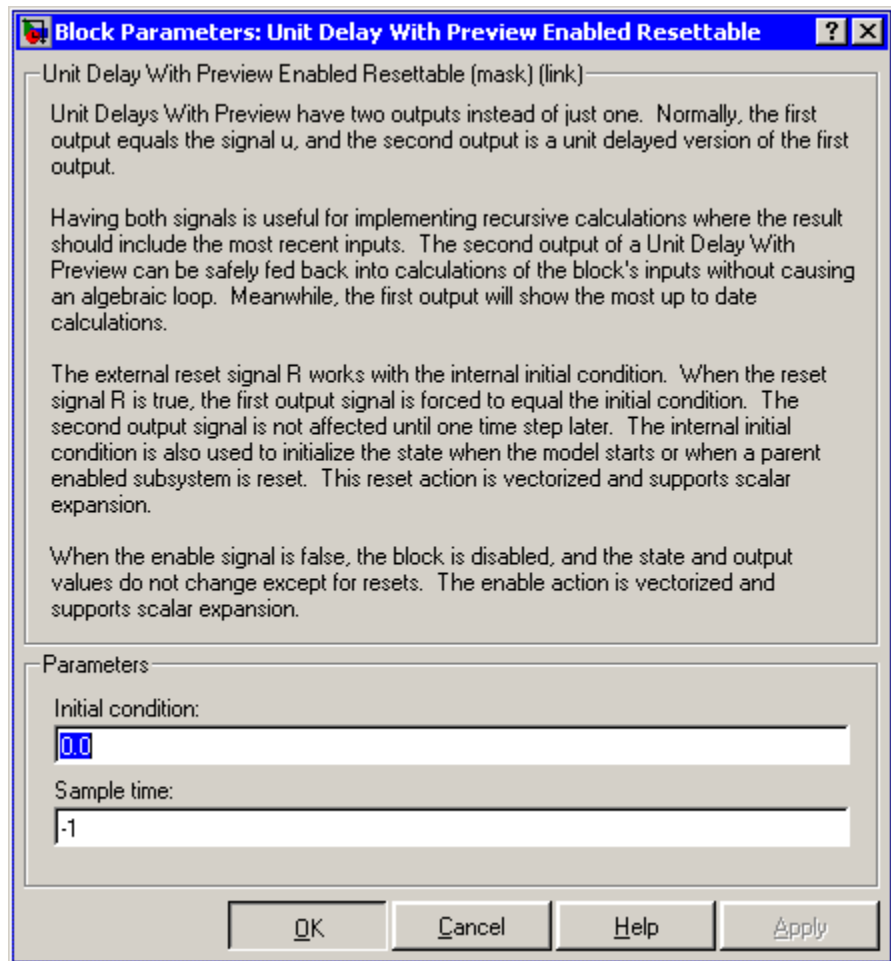 Block Parameters: Unit Delay With Preview Enabled Resettable
Unit Delay With Preview Enabled Resettable (mask) (link)
Unit Delays With Preview have two outputs instead of just one.  Normally, the first
output equals the signal u, and the second output is a unit delayed version of the first
output.
Having both signals is useful for implementing recursive calculations where the result
should include the most recent inputs.  The second output of a Unit Delay With
Preview can be safely fed back into calculations of the block's inputs without causing
an algebraic loop.  Meanwhile, the first output will show the most up to date
calculations.
The external reset signal R works with the internal initial condition.  When the reset
signal R is true, the first output signal is forced to equal the initial condition.  The
second output signal is not affected until one time step later.  The internal initial
condition is also used to initialize the state when the model starts or when a parent
enabled subsystem is reset.  This reset action is vectorized and supports scalar
expansion.
When the enable signal is false, the block is disabled, and the state and output
values do not change except for resets.  The enable action is vectorized and
supports scalar expansion.
Parameters
Initial condition:
0.0
Sample time:
-1
OK Cancel Help Apply